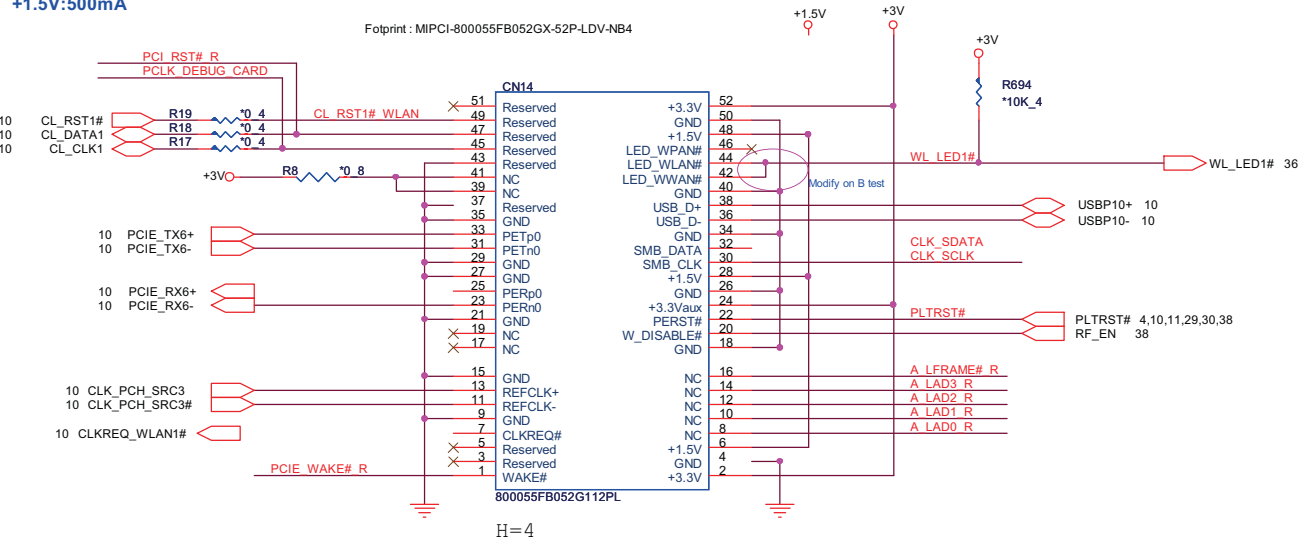 +1.5V:500mA
Fotprint : MIPCI-800055FB052GX-52P-LDV-NB4
+1.5V
+3V
+3V
R694
*10K_4
PCI_RST#_R
PCLK_DEBUG_CARD
CN14
10 CL_RST1# R19 *0_4 CL_RST1#_WLAN
10 CL_DATA1 R18 *0_4
10 CL_CLK1 R17 *0_4
+3V R8 *0_8
51 Reserved +3.3V 52
49 Reserved GND 50
47 Reserved +1.5V 48
45 Reserved LED_WPAN# 46
43 Reserved LED_WLAN# 44 WL_LED1# WL_LED1# 36
41 NC LED_WWAN# 42 Modify on B test
39 NC GND 40
37 Reserved USB_D+ 38 USBP10+ 10
35 GND USB_D- 36 USBP10- 10
10 PCIE_TX6+ 33 PETp0 GND 34
10 PCIE_TX6- 31 PETn0 SMB_DATA 32 CLK_SDATA
29 GND SMB_CLK 30 CLK_SCLK
27 GND +1.5V 28
10 PCIE_RX6+ 25 PERp0 GND 26
10 PCIE_RX6- 23 PERn0 +3.3Vaux 24
21 GND PERST# 22 PLTRST# PLTRST# 4,10,11,29,30,38
19 NC W_DISABLE# 20 RF_EN 38
17 NC GND 18
15 GND NC 16 A_LFRAME#_R
10 CLK_PCH_SRC3 13 REFCLK+ NC 14 A_LAD3_R
10 CLK_PCH_SRC3# 11 REFCLK- NC 12 A_LAD2_R
9 GND NC 10 A_LAD1_R
10 CLKREQ_WLAN1# 7 CLKREQ# NC 8 A_LAD0_R
5 Reserved +1.5V 6
3 Reserved GND 4
PCIE_WAKE#_R 1 WAKE# +3.3V 2
800055FB052G112PL
H=4